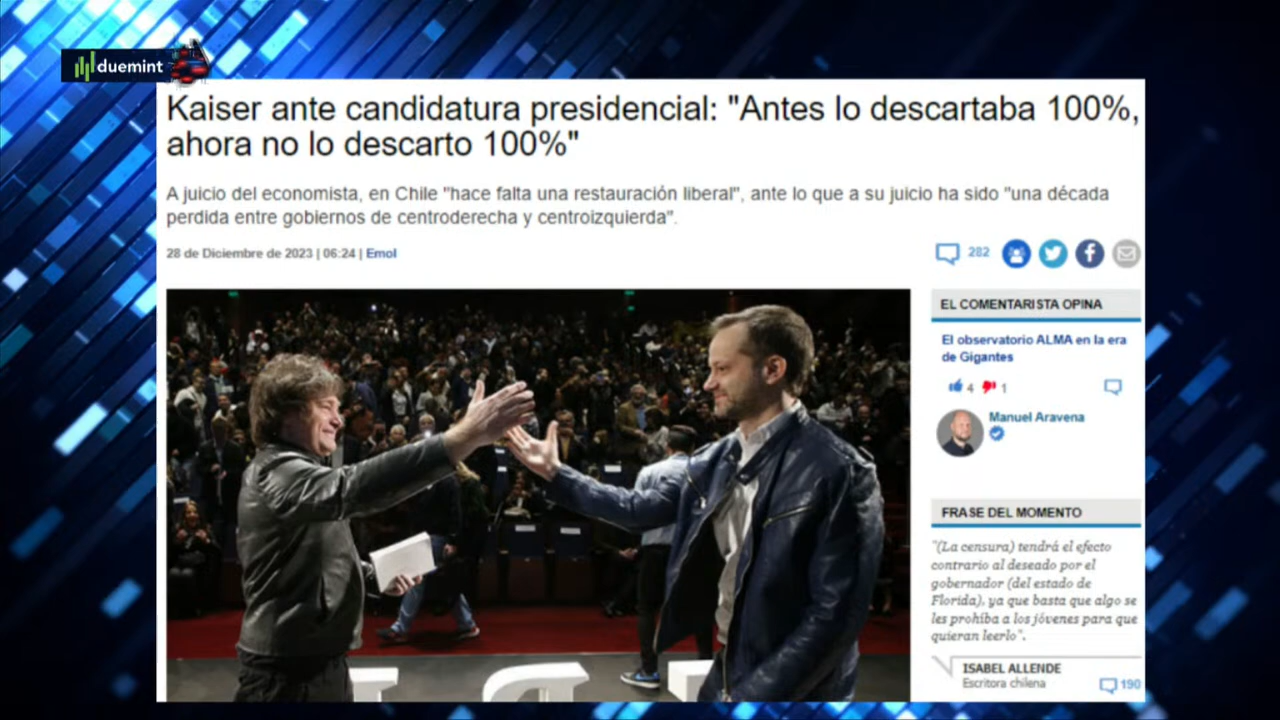 duemint
Kaiser ante candidatura presidencial: "Antes lo descartaba 100%,
ahora no lo descarto 100%"
A juicio del economista, en Chile "hace falta una restauración liberal", ante lo que a su juicio ha sido "una década
perdida entre gobiernos de centroderecha y centroizquierda".
28 de Diciembre de 2023 | 06:24 | Emol
282
EL COMENTARISTA OPINA
El observatorio ALMA en la era
de Gigantes
4 1
Manuel Aravena
FRASE DEL MOMENTO
"(La censura) tendrá el efecto
contrario al deseado por el
gobernador (del estado de
Florida), ya que basta que algo se
les prohíba a los jóvenes para que
quieran leerlo".
ISABEL ALLENDE
Escritora chilena
190